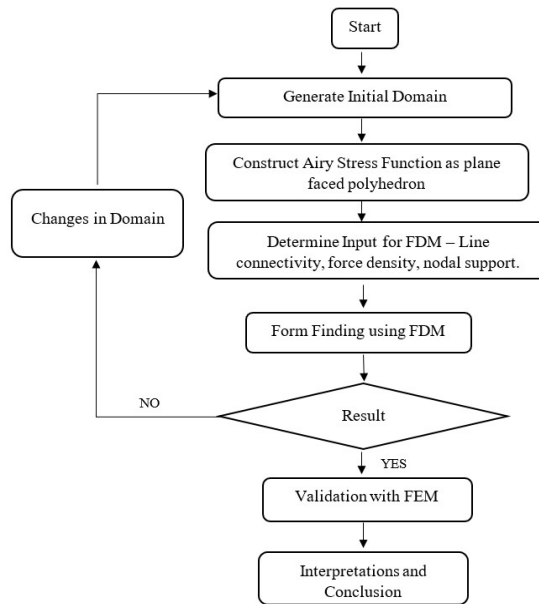 Start
Generate Initial Domain
Construct Airy Stress Function as plane
faced polyhedron
Changes in Domain
Determine Input for FDM – Line
connectivity, force density, nodal support.
Form Finding using FDM
NO
Result
YES
Validation with FEM
Interpretations and
Conclusion